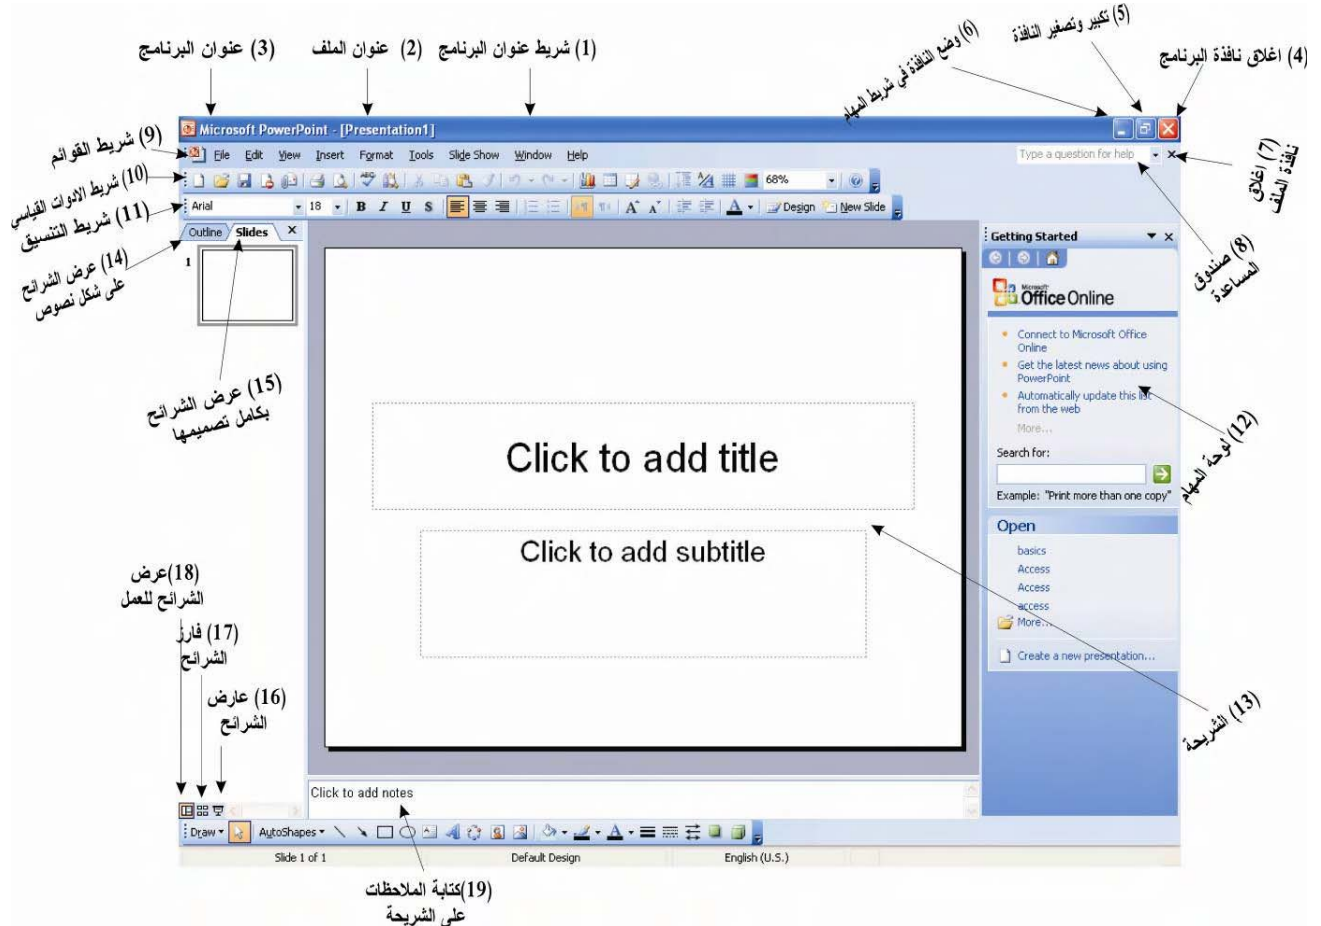 (3) عنوان البرنامج
(2) عنوان الملف
(1) شريط عنوان البرنامج
(6) وضع النافذة في شريط المهام
(5) تكبير وتصغير النافذة
(4) اغلاق نافذة البرنامج
Microsoft PowerPoint - [Presentation1]
(9) شريط القوائم
File Edit View Insert Format Tools Slide Show Window Help
Type a question for help
(7) اغلاق
نافذة الملف
(10) شريط الادوات القياسي
68%
(11) شريط التنسيق
Arial 18 B I U S A A A Design New Slide
(8) صندوق
المساعدة
Outline Slides
(14) عرض الشرائح
على شكل نصوص
1
(15) عرض الشرائح
بكامل تصميمها
Getting Started
Microsoft
Office Online
Connect to Microsoft Office
Online
Get the latest news about using
PowerPoint
Automatically update this list
from the web
More...
(12) لوحة المهام
Search for:
Example: "Print more than one copy"
Click to add title
Click to add subtitle
Open
basics
Access
Access
access
More...
Create a new presentation...
(13) الشريحة
(18)عرض
الشرائح للعمل
(17) فارز
الشرائح
(16) عارض
الشرائح
Click to add notes
Draw AutoShapes A A
Slide 1 of 1 Default Design English (U.S.)
(19)كتابة الملاحظات
على الشريحة